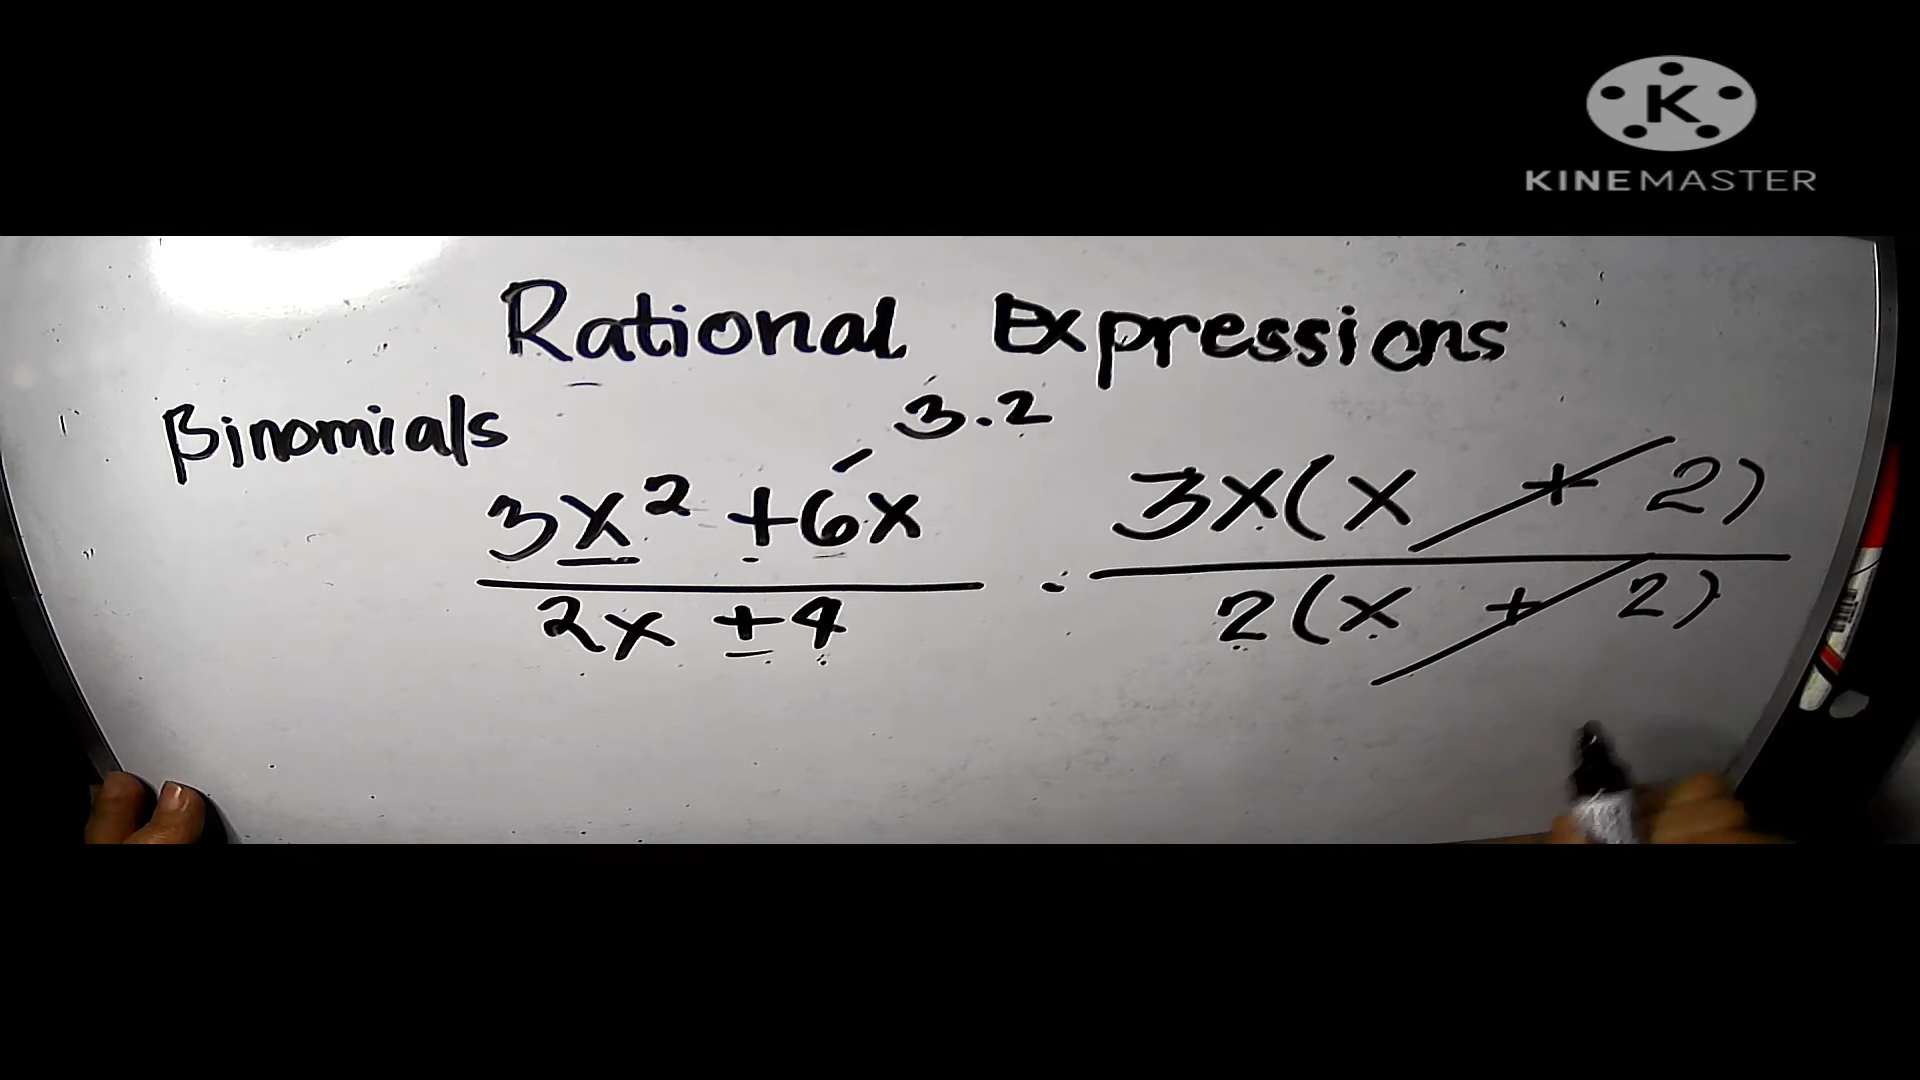 K
KINEMASTER
Rational Expressions
Binomials
3.2
3x² + 6x
2x + 4
3x(x + 2)
2(x + 2)